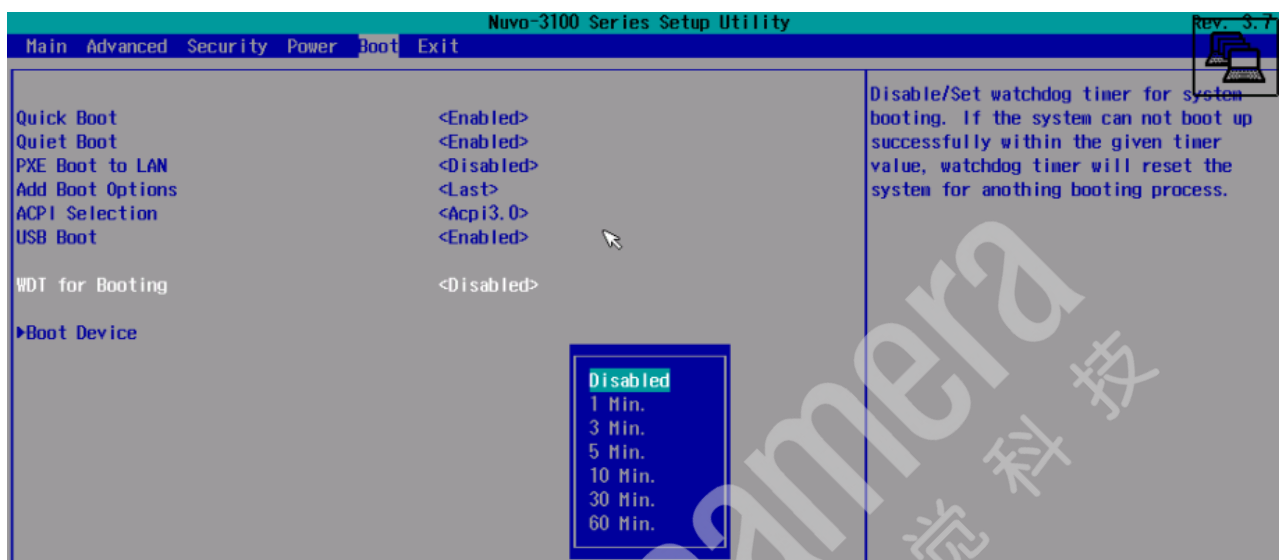 Nuvo-3100 Series Setup Utility
Rev. 3.7
Main Advanced Security Power Boot Exit
Quick Boot <Enabled>
Quiet Boot <Enabled>
PXE Boot to LAN <Disabled>
Add Boot Options <Last>
ACPI Selection <Acpi3.0>
USB Boot <Enabled>
WDT for Booting <Disabled>
▶Boot Device
Disabled
1 Min.
3 Min.
5 Min.
10 Min.
30 Min.
60 Min.
Disable/Set watchdog timer for system
booting. If the system can not boot up
successfully within the given timer
value, watchdog timer will reset the
system for anothing booting process.
amera
觉科技